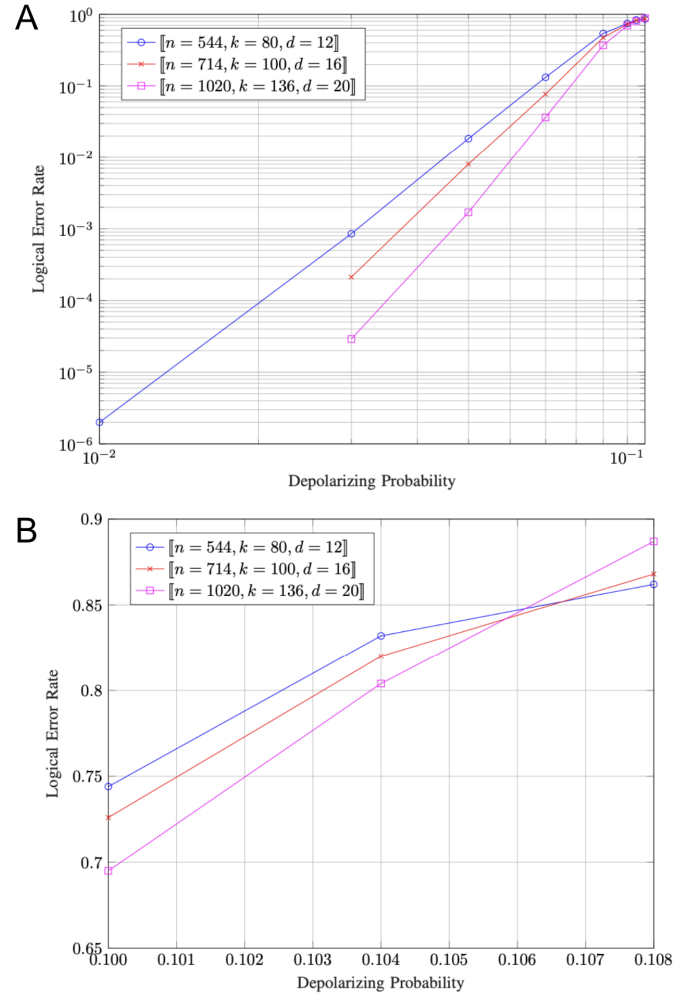 A
10⁰
10⁻¹
10⁻²
10⁻³
10⁻⁴
10⁻⁵
10⁻⁶
Logical Error Rate
⟦n = 544, k = 80, d = 12⟧
⟦n = 714, k = 100, d = 16⟧
⟦n = 1020, k = 136, d = 20⟧
10⁻² 10⁻¹
Depolarizing Probability
B
0.9
0.85
0.8
0.75
0.7
0.65
Logical Error Rate
⟦n = 544, k = 80, d = 12⟧
⟦n = 714, k = 100, d = 16⟧
⟦n = 1020, k = 136, d = 20⟧
0.100 0.101 0.102 0.103 0.104 0.105 0.106 0.107 0.108
Depolarizing Probability